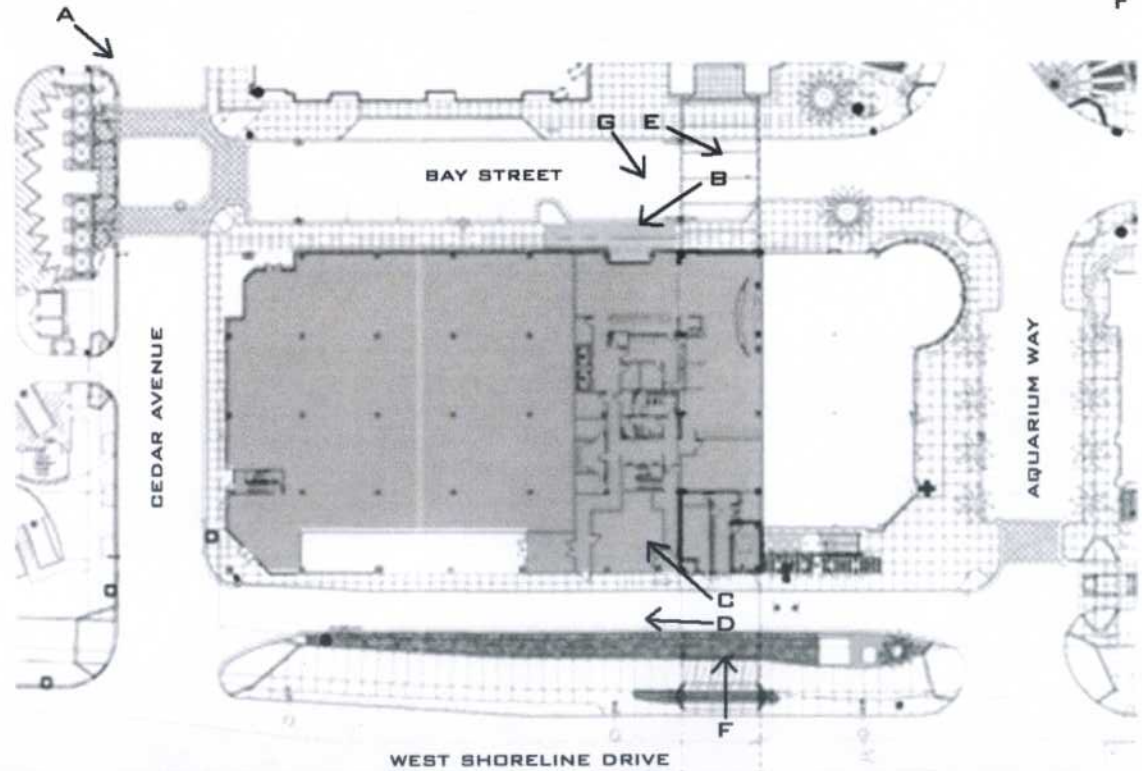 F
A
G E
BAY STREET B
CEDAR AVENUE
AQUARIUM WAY
C
D
F
WEST SHORELINE DRIVE